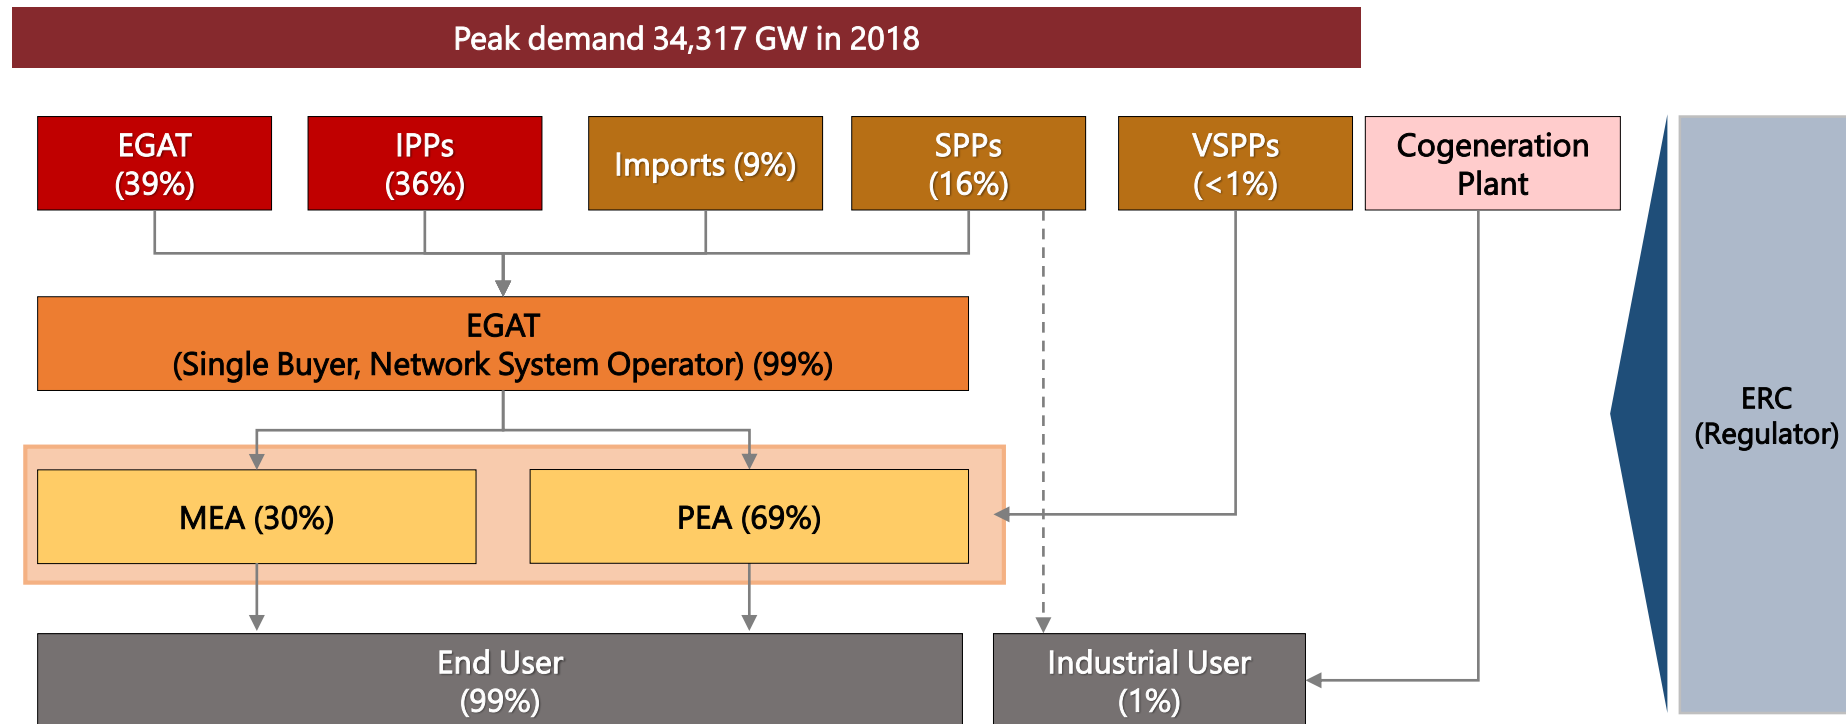 Peak demand 34,317 GW in 2018
EGAT
(39%)
IPPs
(36%)
Imports (9%)
SPPs
(16%)
VSPPs
(<1%)
Cogeneration
Plant
EGAT
(Single Buyer, Network System Operator) (99%)
ERC
(Regulator)
MEA (30%)
PEA (69%)
End User
(99%)
Industrial User
(1%)